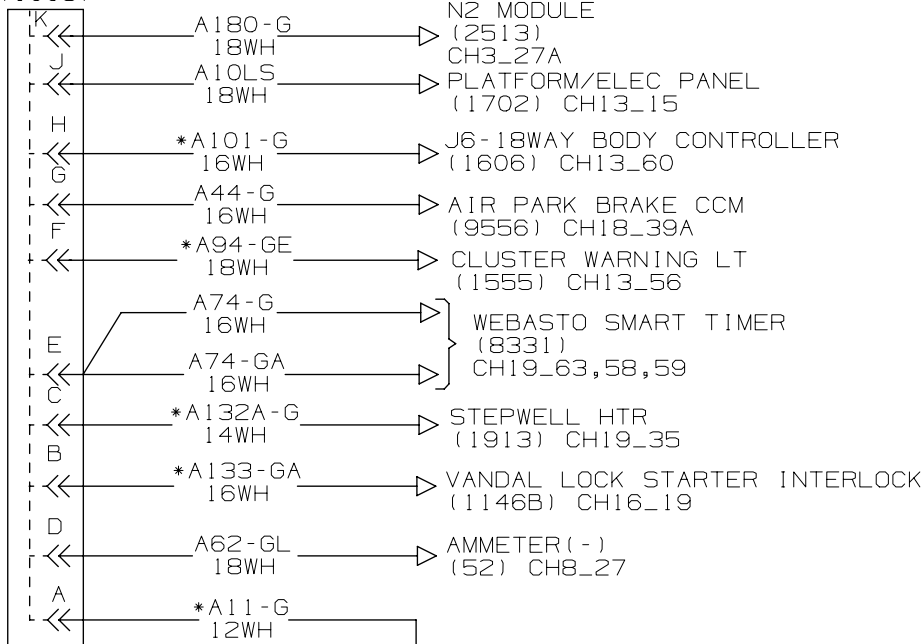 K
A180-G
18WH
N2 MODULE
(2513)
CH3_27A
J
A10LS
18WH
PLATFORM/ELEC PANEL
(1702) CH13_15
H
*A101-G
16WH
J6-18WAY BODY CONTROLLER
(1606) CH13_60
G
A44-G
16WH
AIR PARK BRAKE CCM
(9556) CH18_39A
F
*A94-GE
18WH
CLUSTER WARNING LT
(1555) CH13_56
A74-G
16WH
E
A74-GA
16WH
WEBASTO SMART TIMER
(8331)
CH19_63,58,59
C
*A132A-G
14WH
STEPWELL HTR
(1913) CH19_35
B
*A133-GA
16WH
VANDAL LOCK STARTER INTERLOCK
(1146B) CH16_19
D
A62-GL
18WH
AMMETER(-)
(52) CH8_27
A
*A11-G
12WH